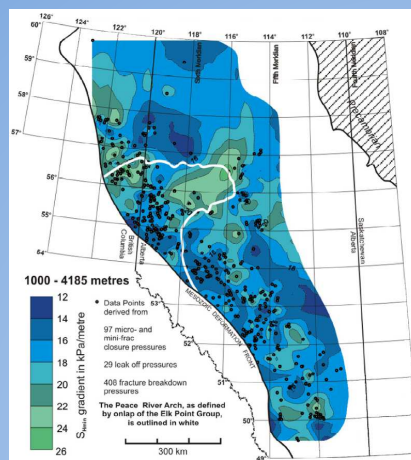 126° 124° 122° 120° 118° 116° 114° 112° 110° 108°
60°
59°
58°
57°
56°
55°
54°
53°
52°
51°
50°
49°
Sixth Meridian
Fifth Meridian
Fourth Meridian
Precambrian
British
Columbia
Alberta
Saskatchewan
Alberta
MESOZOIC DEFORMATION FRONT
1000 - 4185 metres
SHmin gradient in kPa/metre
12
14
16
18
20
22
24
26
Data Points
derived from
97 micro- and
mini-frac
closure pressures
29 leak off pressures
408 fracture breakdown
pressures
The Peace River Arch, as defined
by onlap of the Elk Point Group,
is outlined in white
300 km